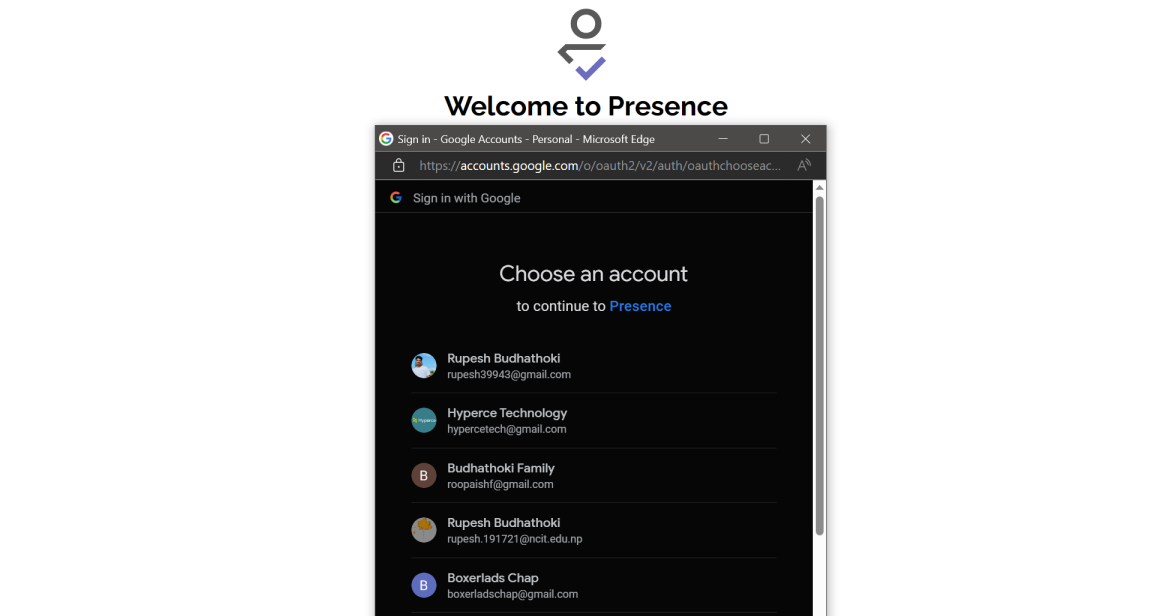 Welcome to Presence
Sign in - Google Accounts - Personal - Microsoft Edge
https://accounts.google.com/o/oauth2/v2/auth/oauthchooseac...
Sign in with Google
Choose an account
to continue to Presence
Rupesh Budhathoki
rupesh39943@gmail.com
Hyperce Technology
hypercetech@gmail.com
B
Budhathoki Family
roopaishf@gmail.com
Rupesh Budhathoki
rupesh.191721@ncit.edu.np
B
Boxerlads Chap
boxerladschap@gmail.com